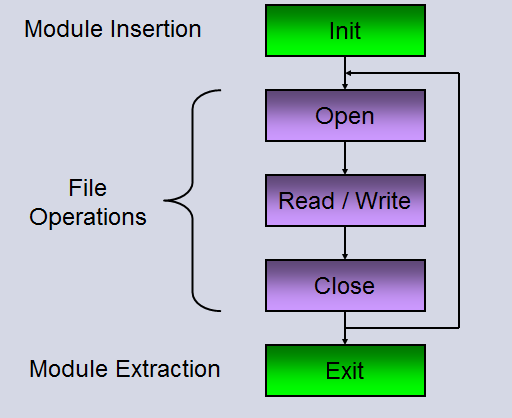 Module Insertion
Init
Open
File
Operations
Read / Write
Close
Module Extraction
Exit